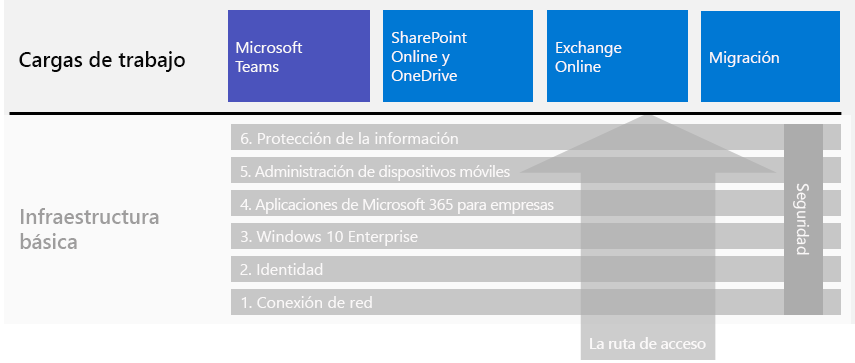 Cargas de trabajo
Microsoft
Teams
SharePoint
Online y
OneDrive
Exchange
Online
Migración
Infraestructura
básica
6. Protección de la información
5. Administración de dispositivos móviles
4. Aplicaciones de Microsoft 365 para empresas
3. Windows 10 Enterprise
2. Identidad
1. Conexión de red
Seguridad
La ruta de acceso